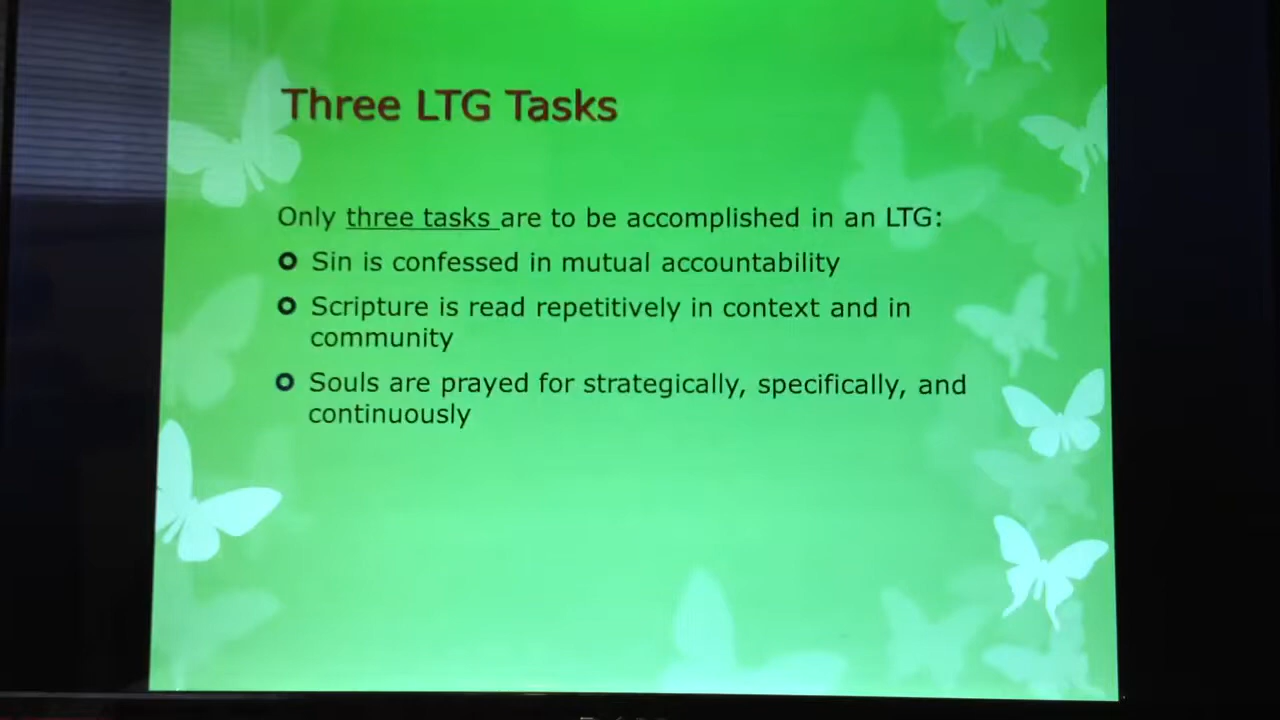 Three LTG Tasks
Only three tasks are to be accomplished in an LTG:
Sin is confessed in mutual accountability
Scripture is read repetitively in context and in
community
Souls are prayed for strategically, specifically, and
continuously